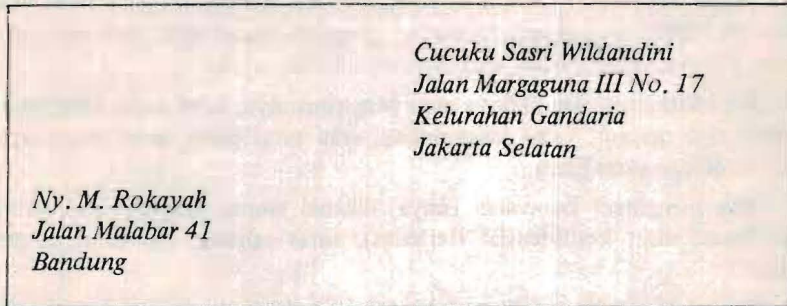 Cucuku Sasri Wildandini
Jalan Margaguna III No. 17
Kelurahan Gandaria
Jakarta Selatan
Ny. M. Rokayah
Jalan Malabar 41
Bandung